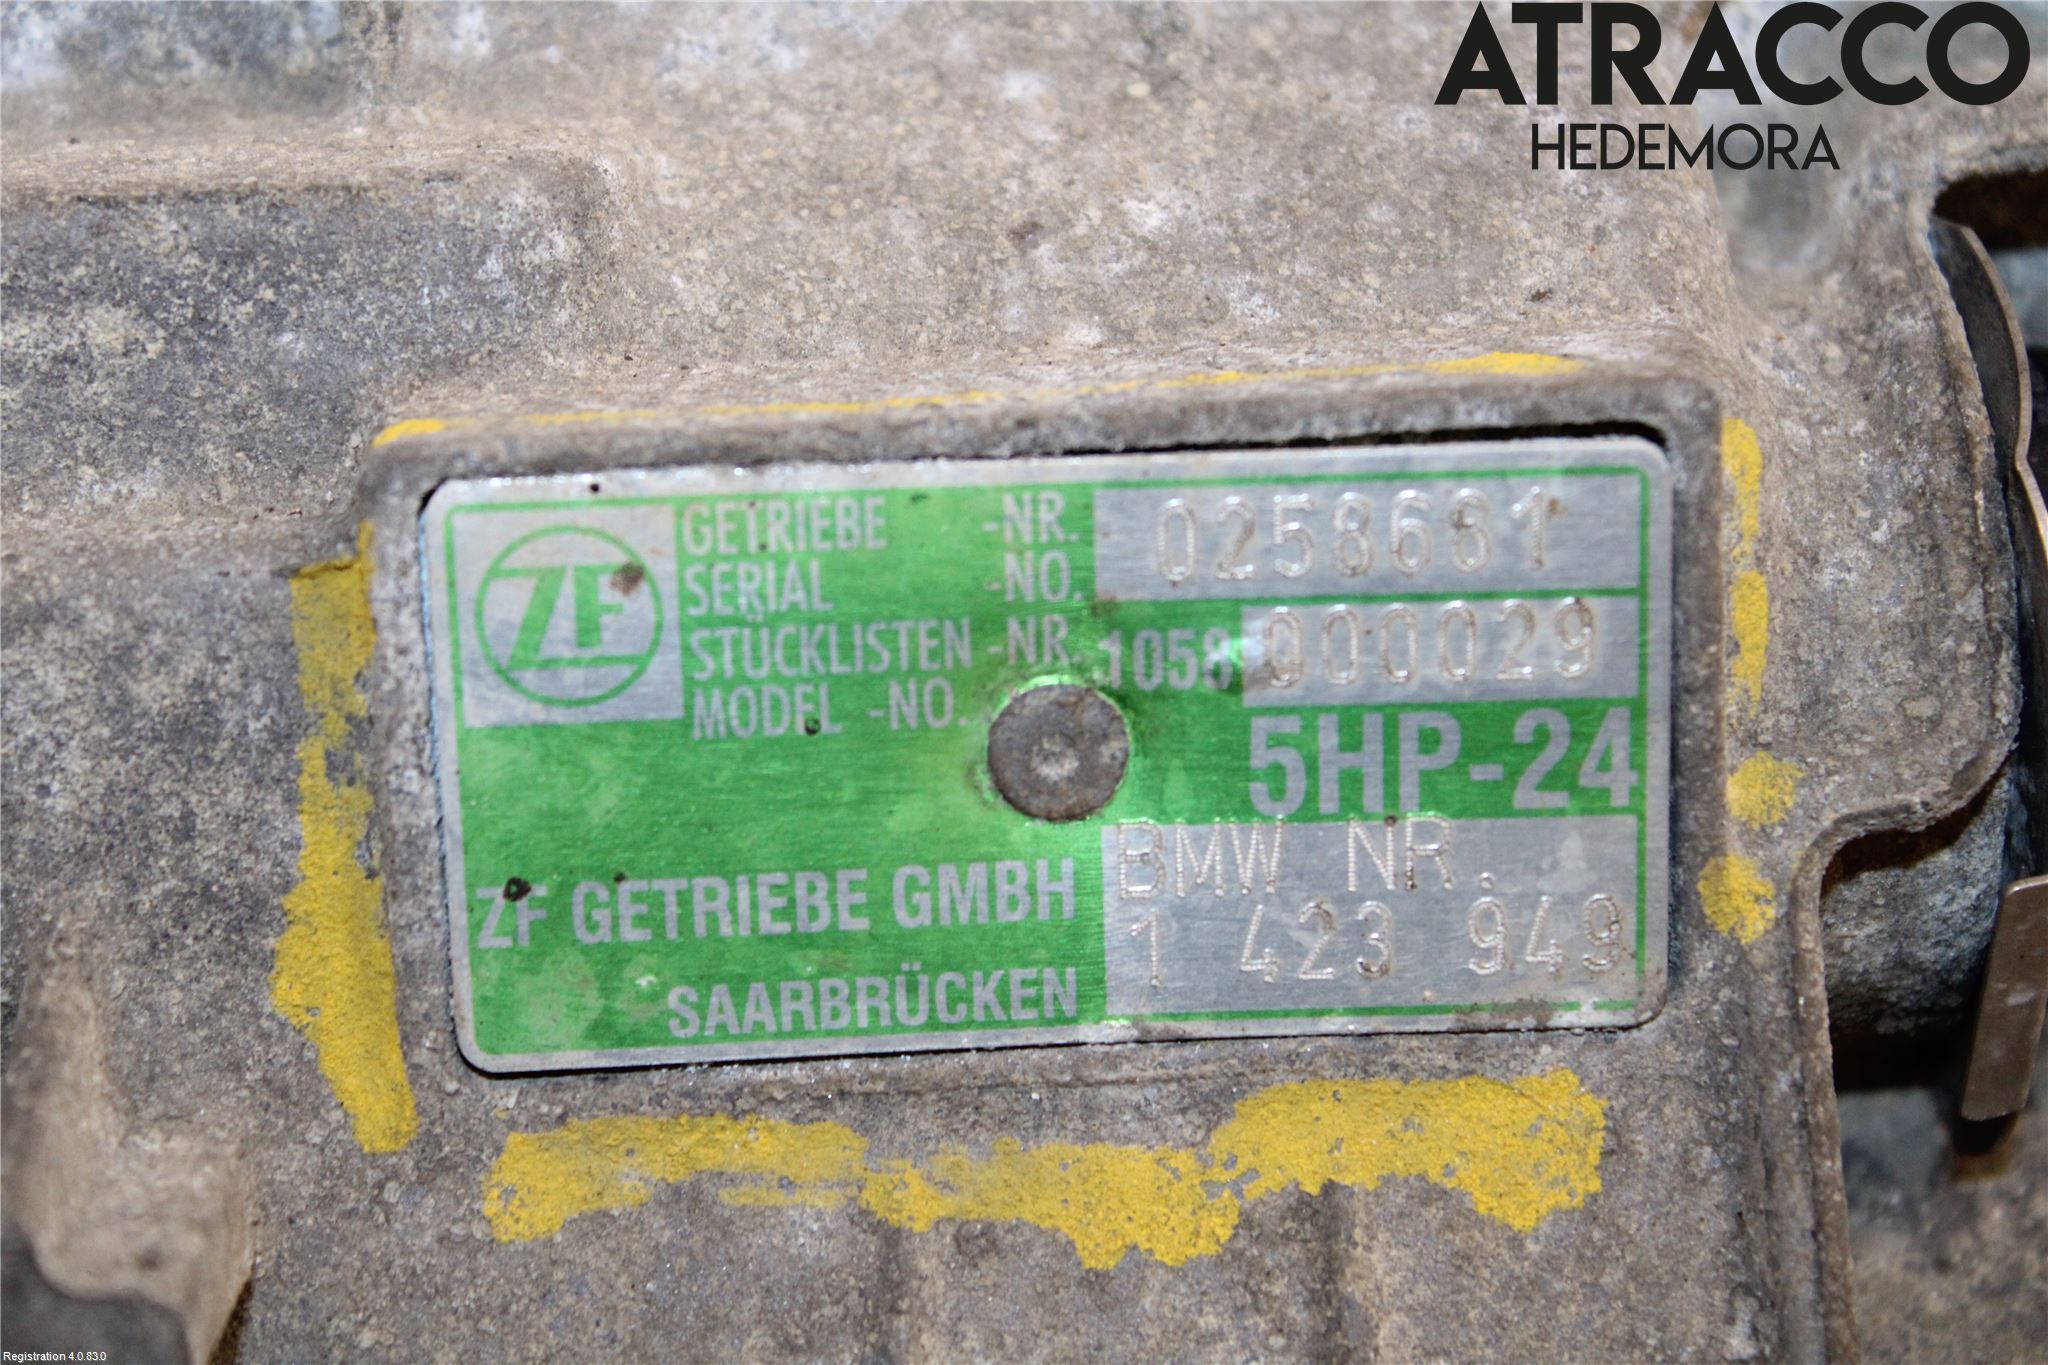 ATRACCO
HEDEMORA
ZF
GETRIEBE -NR. 0258681
SERIAL -NO.
STÜCKLISTEN -NR. 1058 000029
MODEL -NO.
5HP-24
BMW NR.
ZF GETRIEBE GMBH
1 423 949
SAARBRÜCKEN
Registration 4.0.83.0